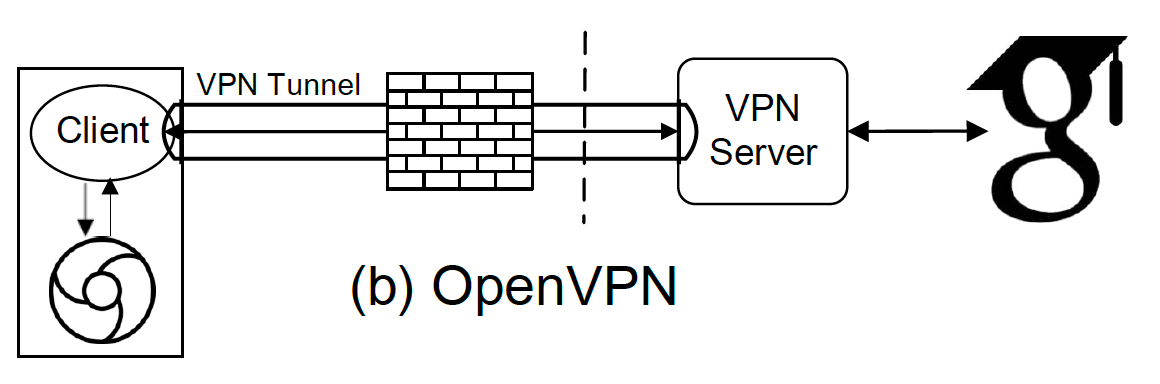 VPN Tunnel
Client
VPN
Server
(b) OpenVPN